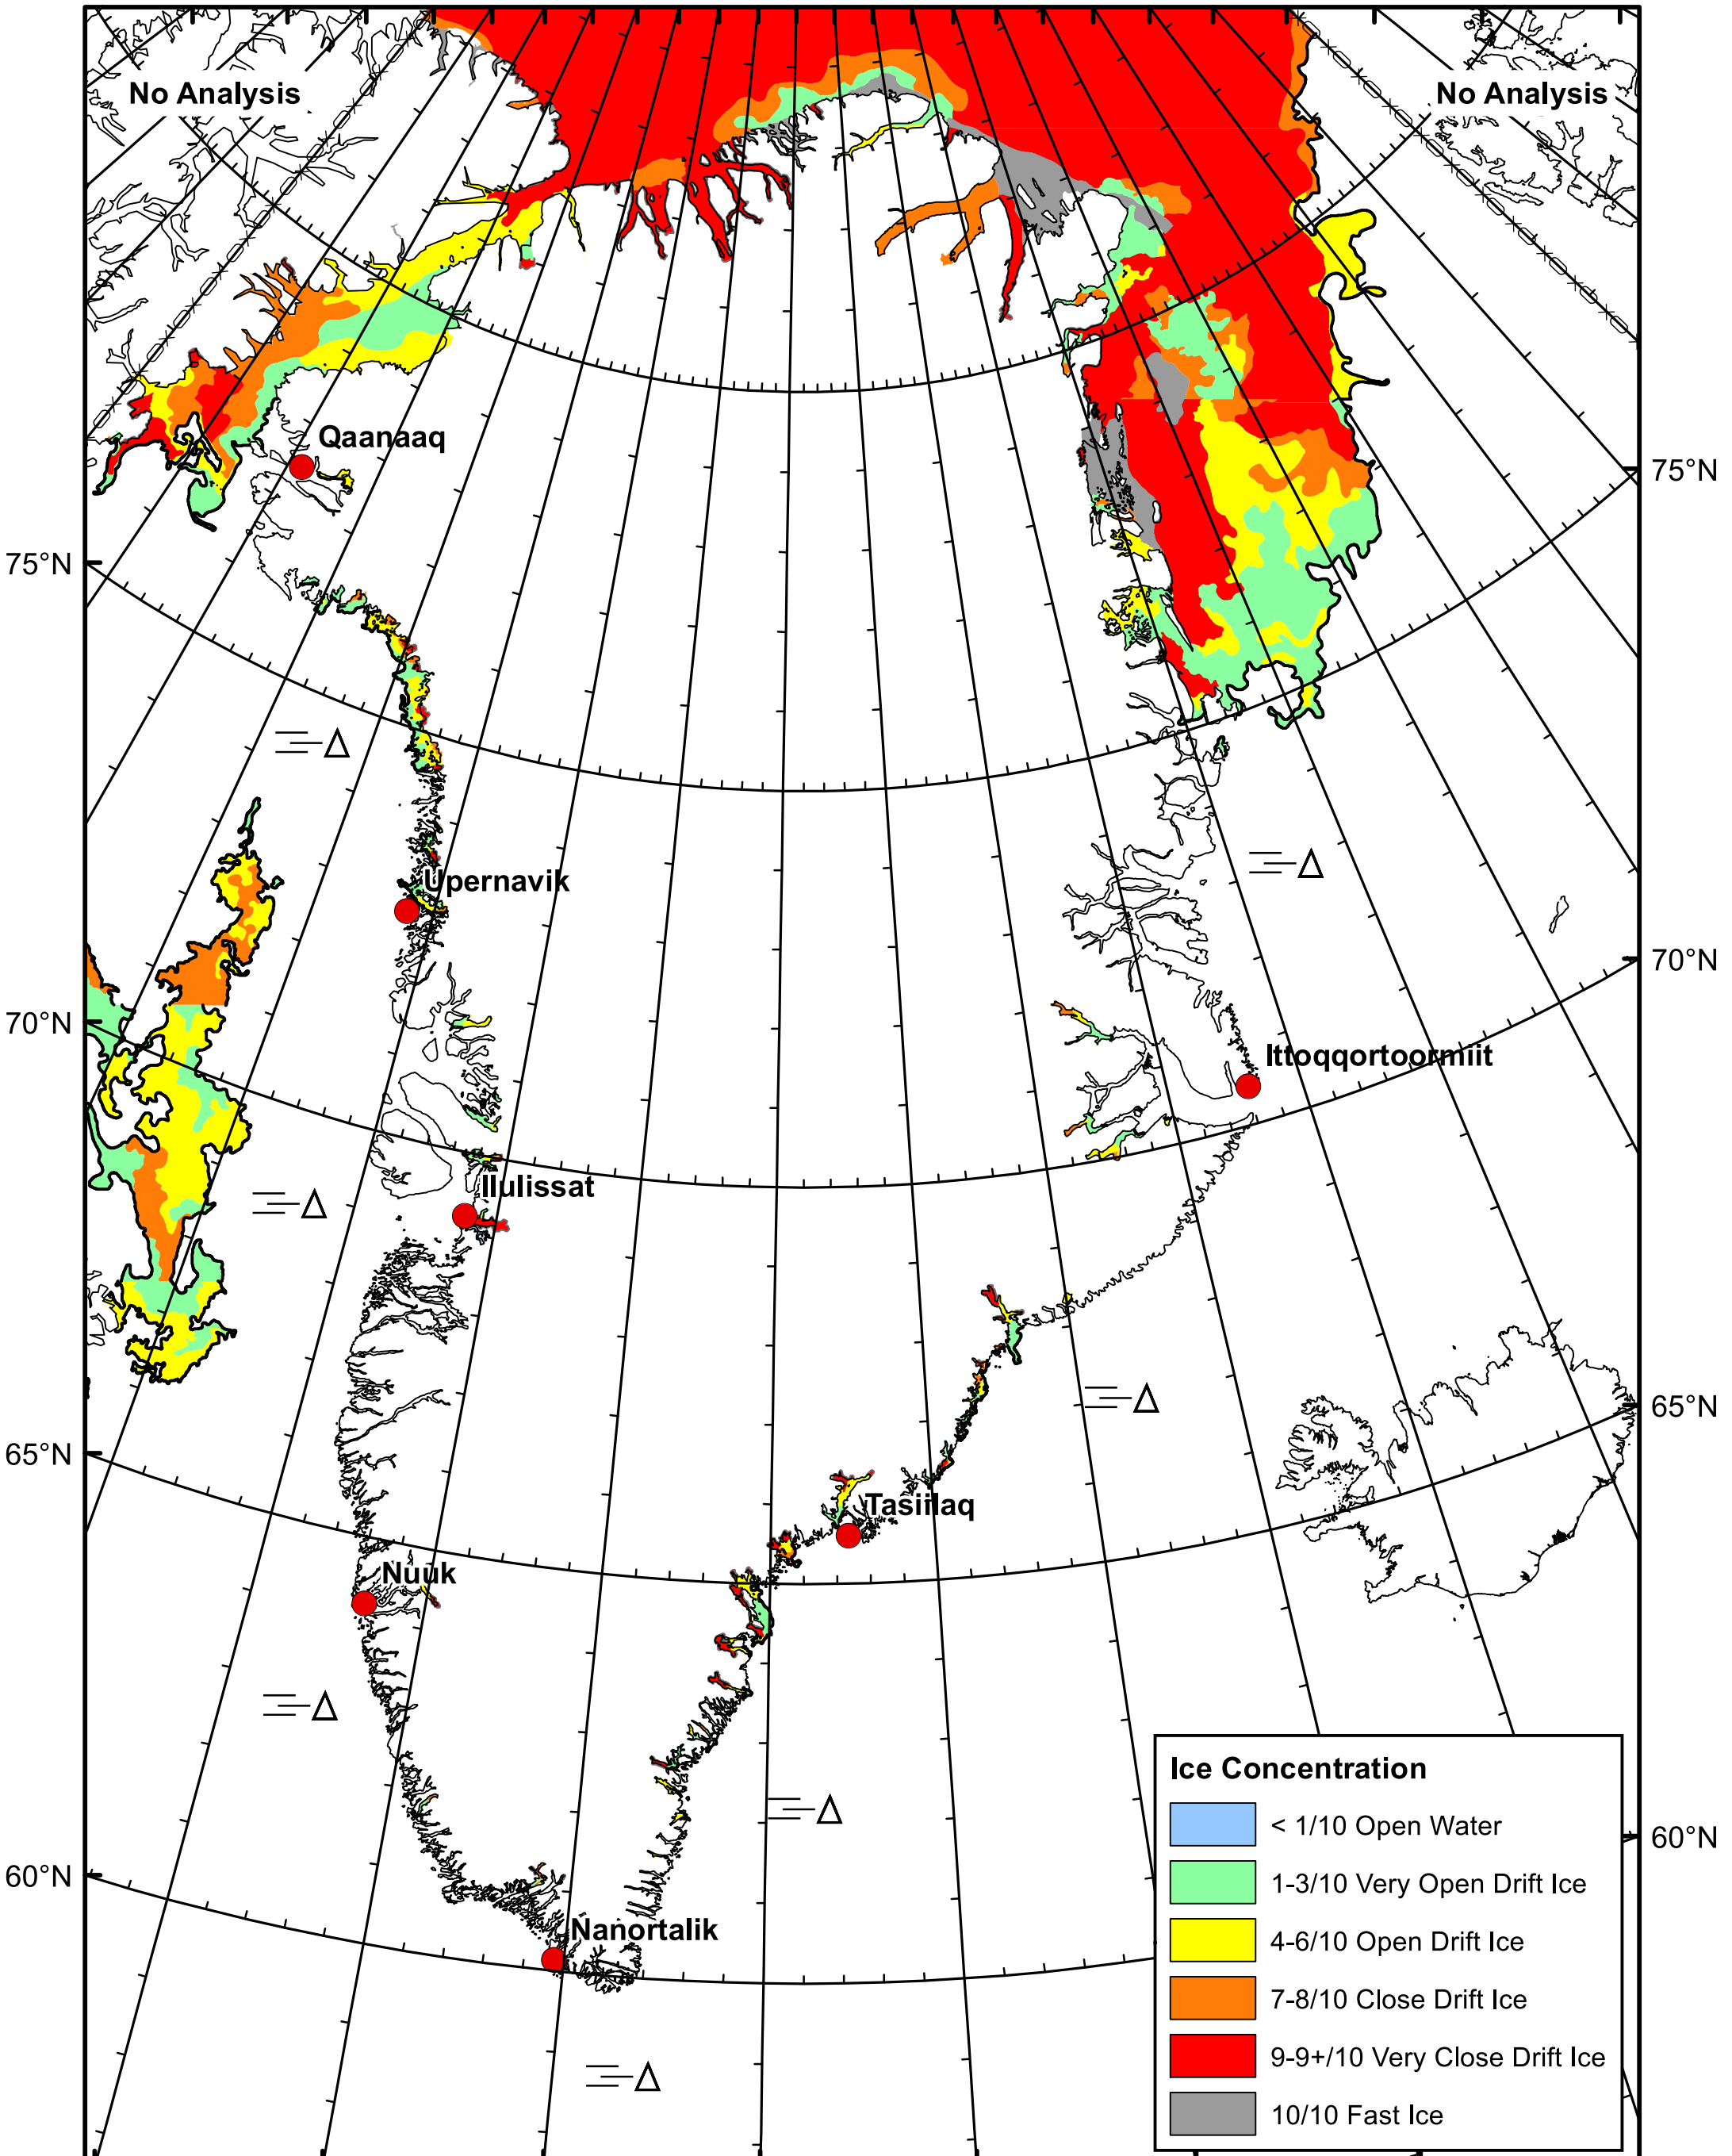 No Analysis
No Analysis
Qaanaaq
75°N
75°N
Upernavik
70°N
70°N
Ittoqqortoormiit
Ilulissat
65°N
65°N
Tasiilaq
Nuuk
Ice Concentration
< 1/10 Open Water
60°N
60°N
1-3/10 Very Open Drift Ice
Nanortalik
4-6/10 Open Drift Ice
7-8/10 Close Drift Ice
9-9+/10 Very Close Drift Ice
10/10 Fast Ice